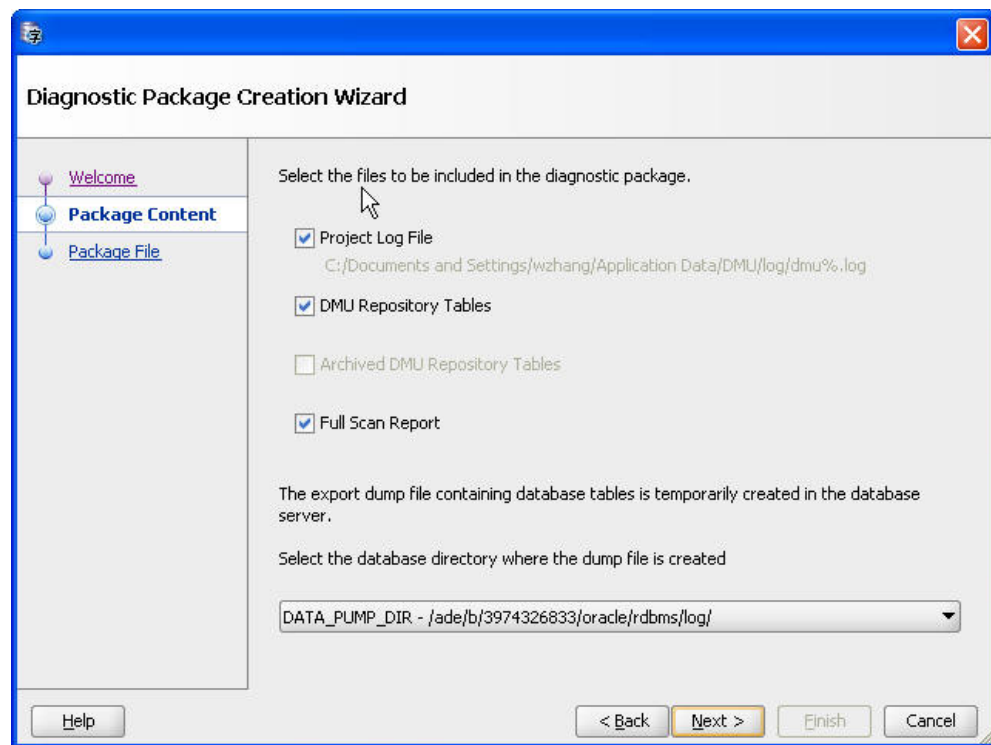 字
Diagnostic Package Creation Wizard
Welcome
Package Content
Package File
Select the files to be included in the diagnostic package.
Project Log File
C:/Documents and Settings/wzhang/Application Data/DMU/log/dmu%.log
DMU Repository Tables
Archived DMU Repository Tables
Full Scan Report
The export dump file containing database tables is temporarily created in the database
server.
Select the database directory where the dump file is created
DATA_PUMP_DIR - /ade/b/3974326833/oracle/rdbms/log/
Help
< Back
Next >
Finish
Cancel